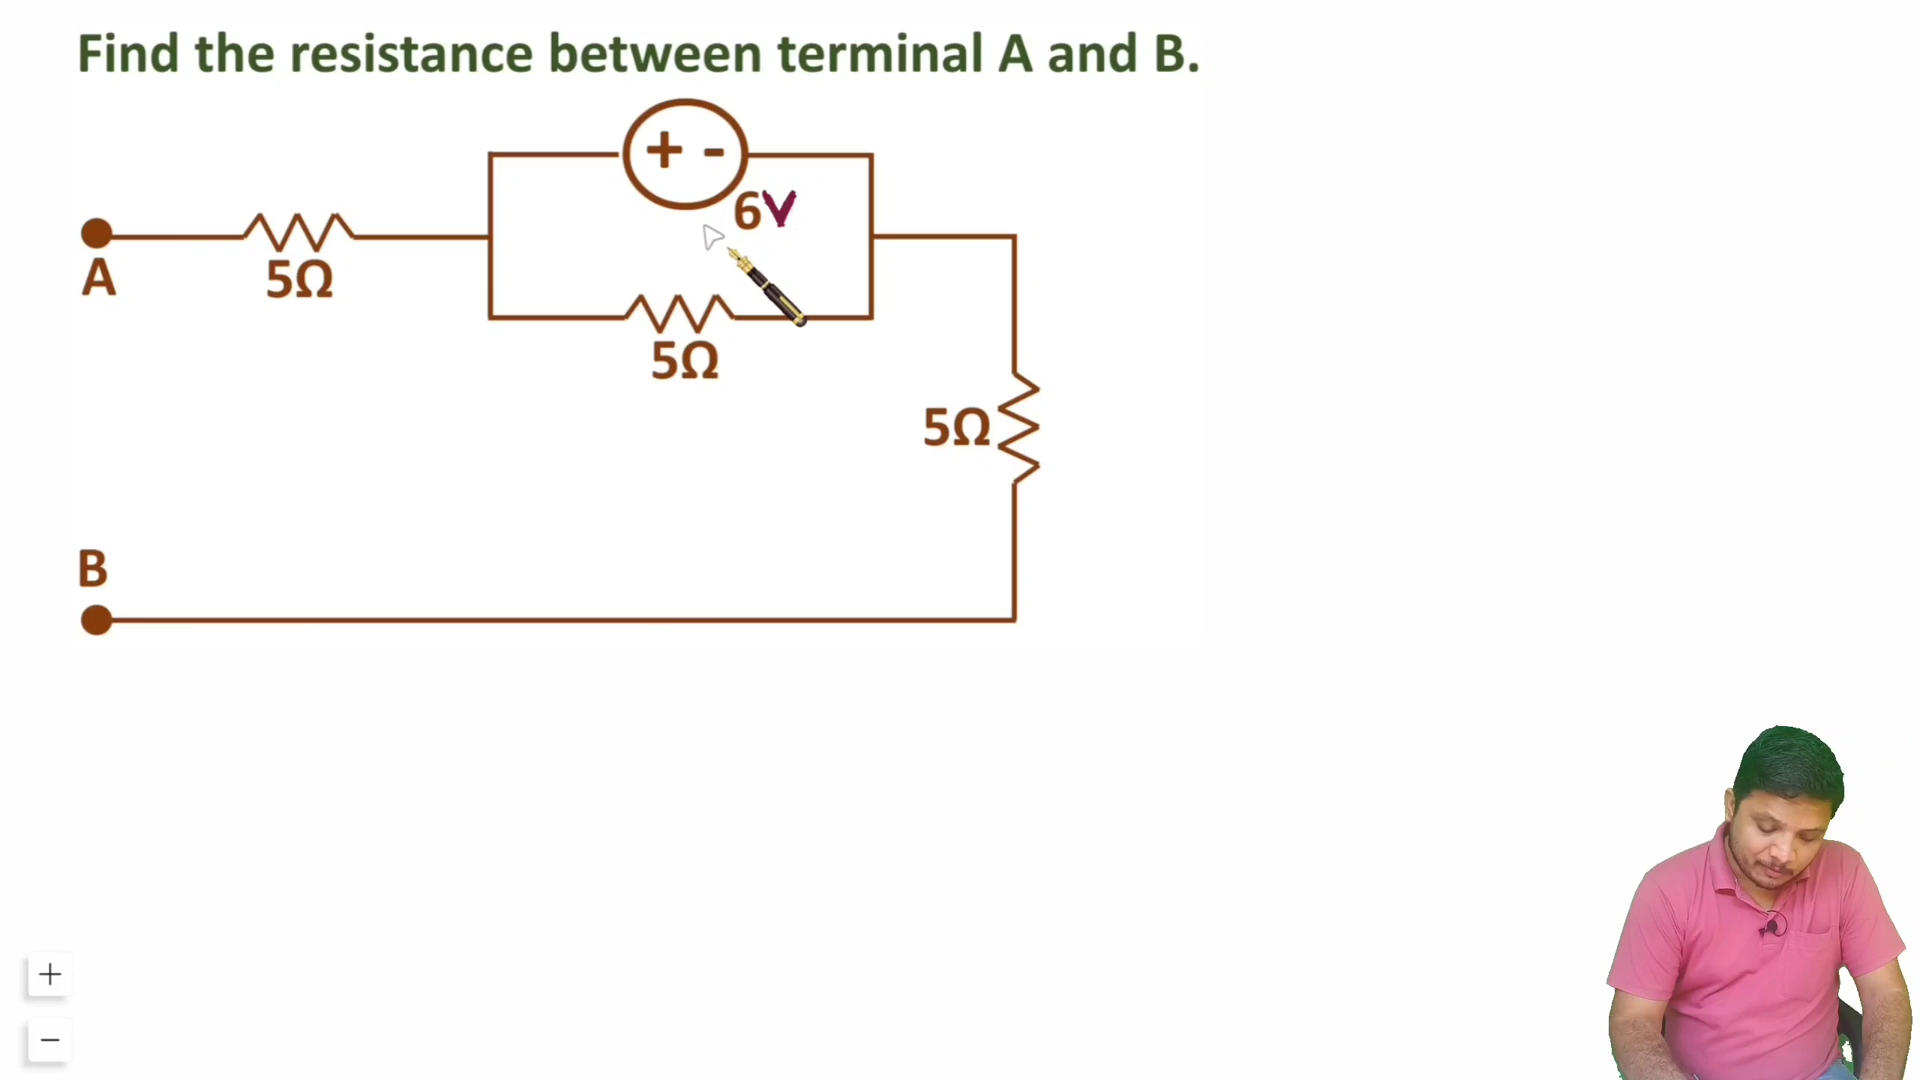 Find the resistance between terminal A and B.
+ -
6V
A
5Ω
5Ω
5Ω
B
+
−